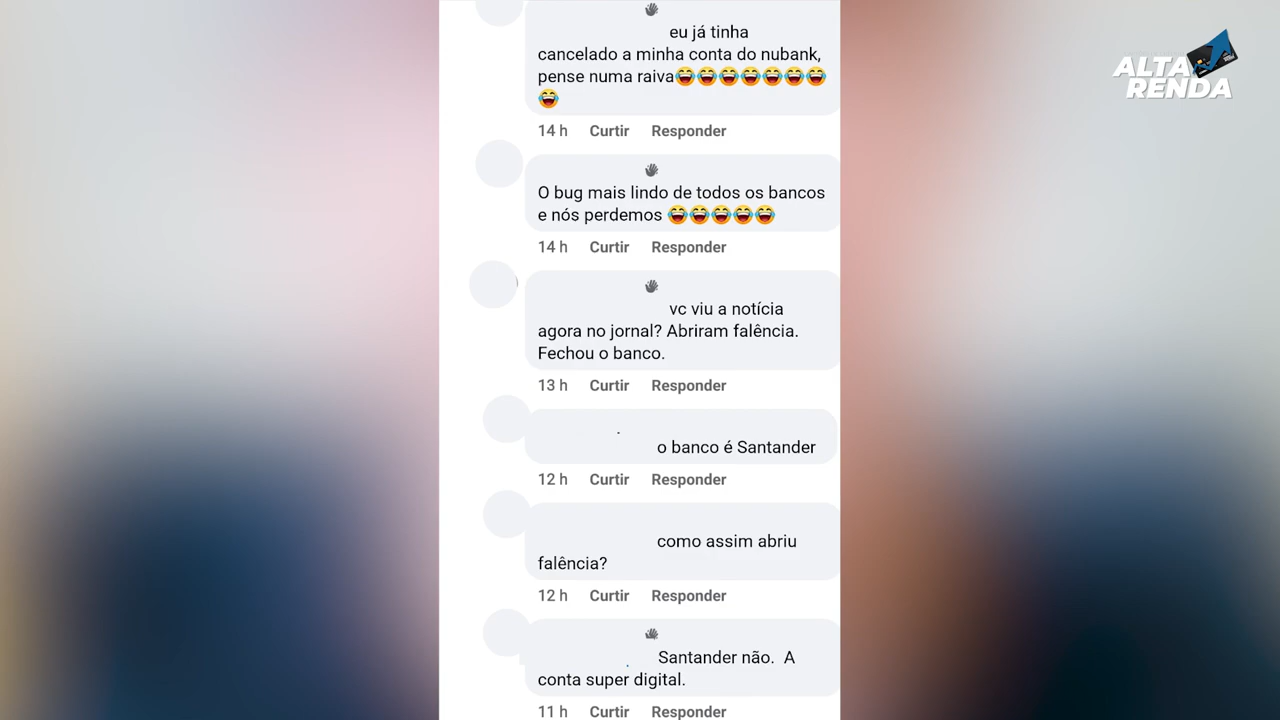 eu já tinha
cancelado a minha conta do nubank,
pense numa raiva😂😂😂😂😂😂😂
😂
14 h Curtir Responder
O bug mais lindo de todos os bancos
e nós perdemos 😂😂😂😂😂
14 h Curtir Responder
vc viu a notícia
agora no jornal? Abriram falência.
Fechou o banco.
13 h Curtir Responder
o banco é Santander
12 h Curtir Responder
como assim abriu
falência?
12 h Curtir Responder
Santander não. A
conta super digital.
11 h Curtir Responder
ALTA
RENDA